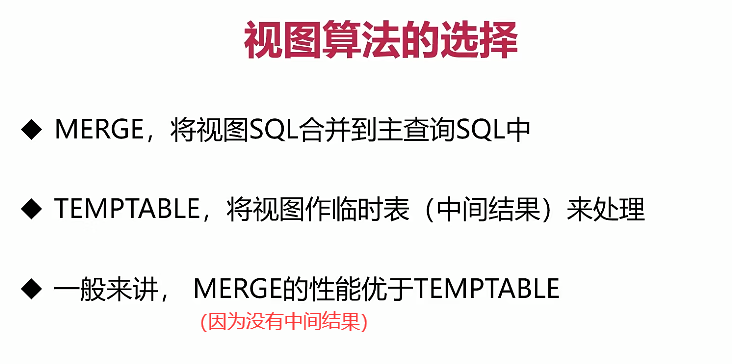 视图算法的选择
◆ MERGE，将视图SQL合并到主查询SQL中
◆ TEMPTABLE，将视图作临时表（中间结果）来处理
◆ 一般来讲， MERGE的性能优于TEMPTABLE
（因为没有中间结果）